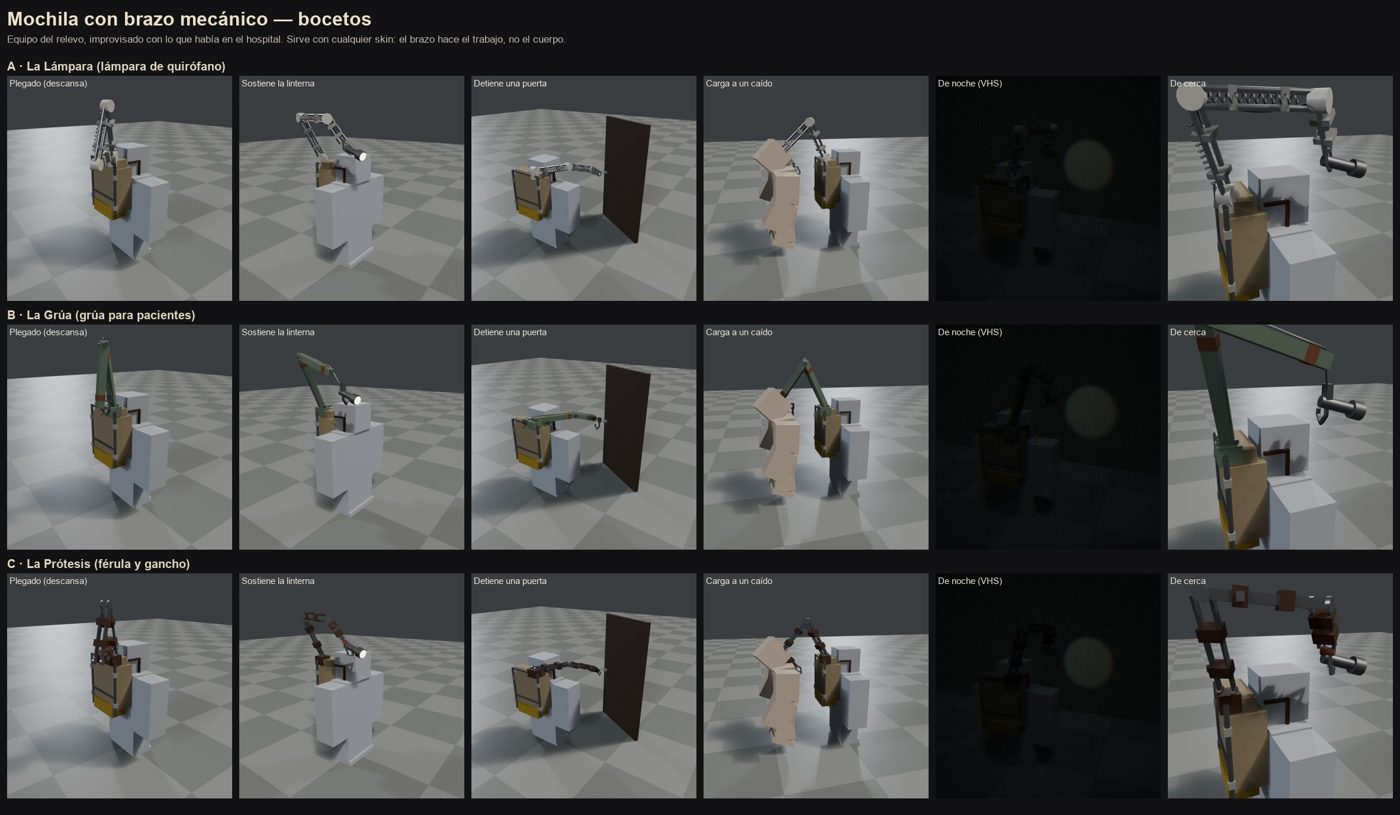 Mochila con brazo mecánico — bocetos
Equipo del relevo, improvisado con lo que había en el hospital. Sirve con cualquier skin: el brazo hace el trabajo, no el cuerpo.
A · La Lámpara (lámpara de quirófano)
Plegado (descansa)
Sostiene la linterna
Detiene una puerta
Carga a un caído
De noche (VHS)
De cerca
B · La Grúa (grúa para pacientes)
Plegado (descansa)
Sostiene la linterna
Detiene una puerta
Carga a un caído
De noche (VHS)
De cerca
C · La Prótesis (férula y gancho)
Plegado (descansa)
Sostiene la linterna
Detiene una puerta
Carga a un caído
De noche (VHS)
De cerca